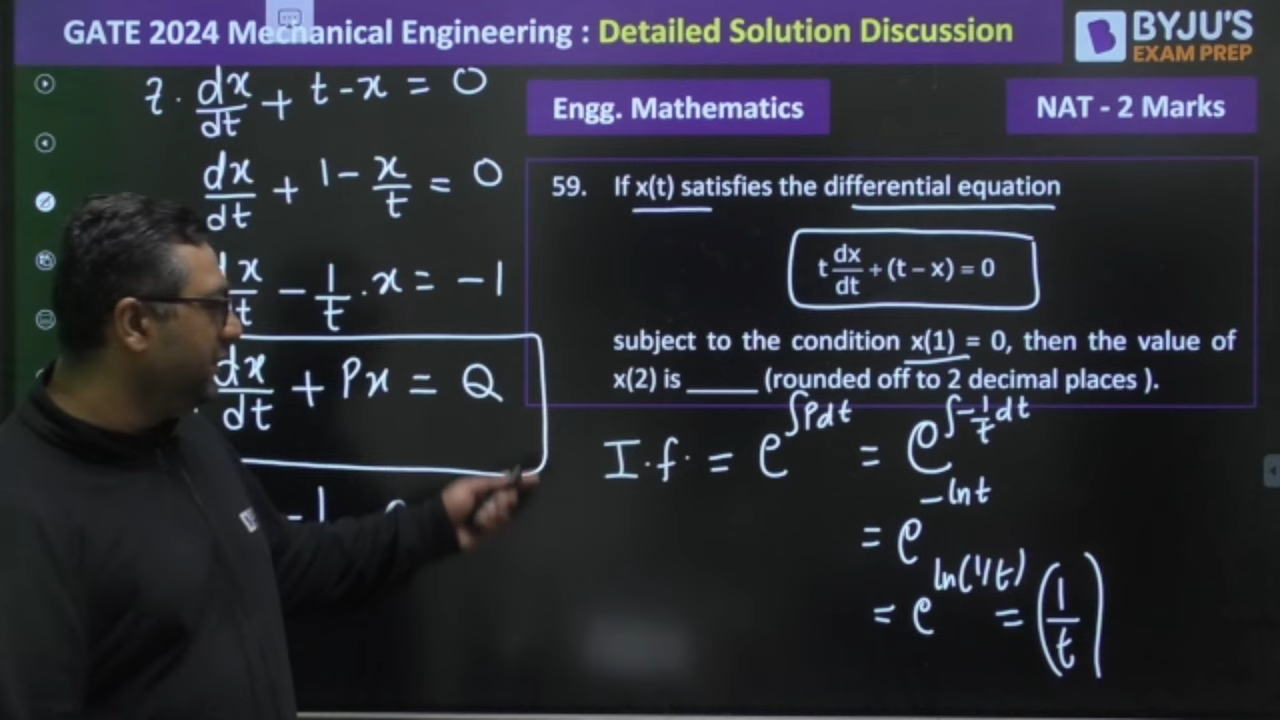 GATE 2024 Mechanical Engineering : Detailed Solution Discussion
BYJU'S
EXAM PREP
Engg. Mathematics
NAT - 2 Marks
59. If x(t) satisfies the differential equation
t dx/dt + (t − x) = 0
subject to the condition x(1) = 0, then the value of
x(2) is _____ (rounded off to 2 decimal places ).
t. dx/dt + t - x = 0
dx/dt + 1 - x/t = 0
x/t - 1/t . x = -1
dx/dt + Px = Q
I.f. = e^∫Pdt = e^∫-1/t dt
= e^-ln t
= e^ln(1/t) = (1/t)